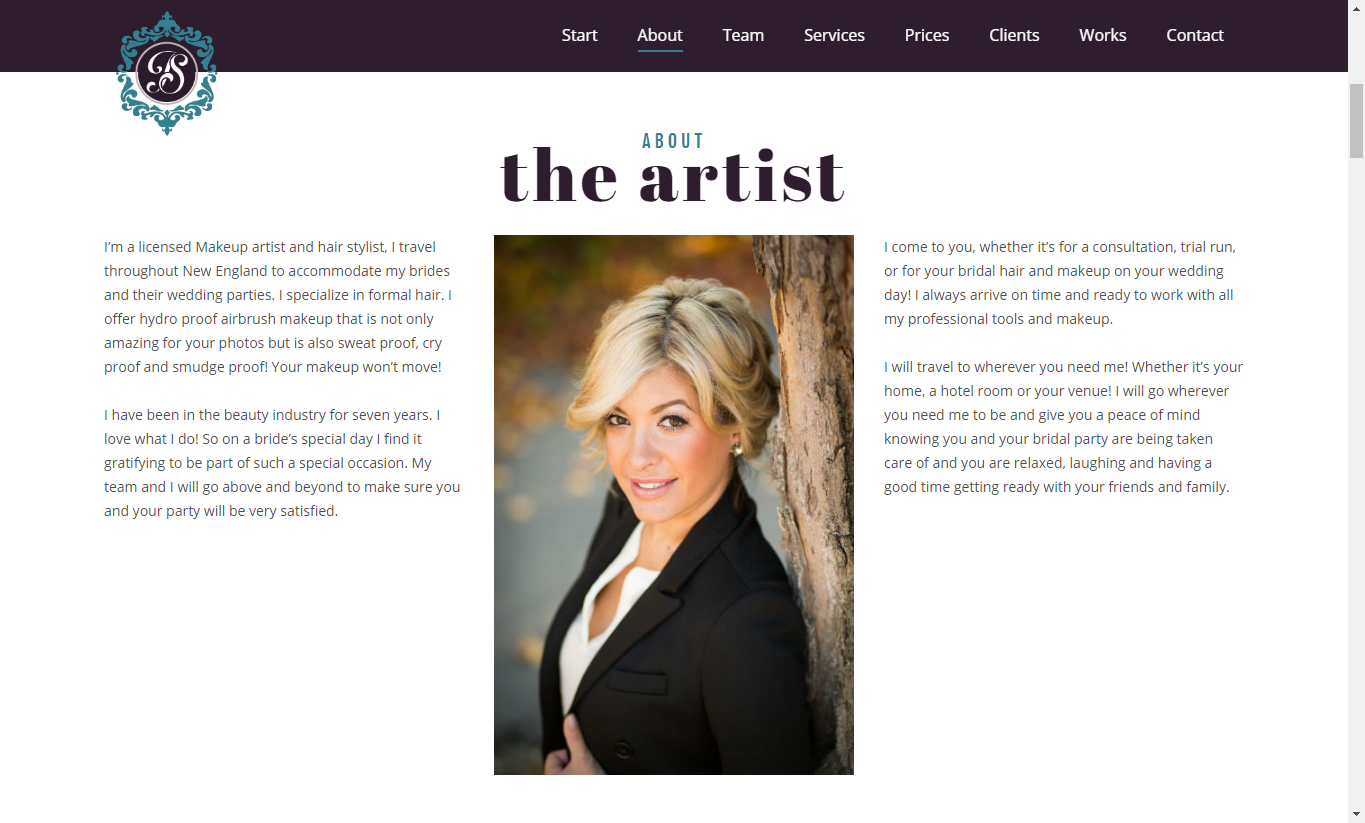 Start About Team Services Prices Clients Works Contact
ABOUT
the artist
I’m a licensed Makeup artist and hair stylist, I travel
throughout New England to accommodate my brides
and their wedding parties. I specialize in formal hair. I
offer hydro proof airbrush makeup that is not only
amazing for your photos but is also sweat proof, cry
proof and smudge proof! Your makeup won’t move!
I have been in the beauty industry for seven years. I
love what I do! So on a bride’s special day I find it
gratifying to be part of such a special occasion. My
team and I will go above and beyond to make sure you
and your party will be very satisfied.
I come to you, whether it’s for a consultation, trial run,
or for your bridal hair and makeup on your wedding
day! I always arrive on time and ready to work with all
my professional tools and makeup.
I will travel to wherever you need me! Whether it’s your
home, a hotel room or your venue! I will go wherever
you need me to be and give you a peace of mind
knowing you and your bridal party are being taken
care of and you are relaxed, laughing and having a
good time getting ready with your friends and family.